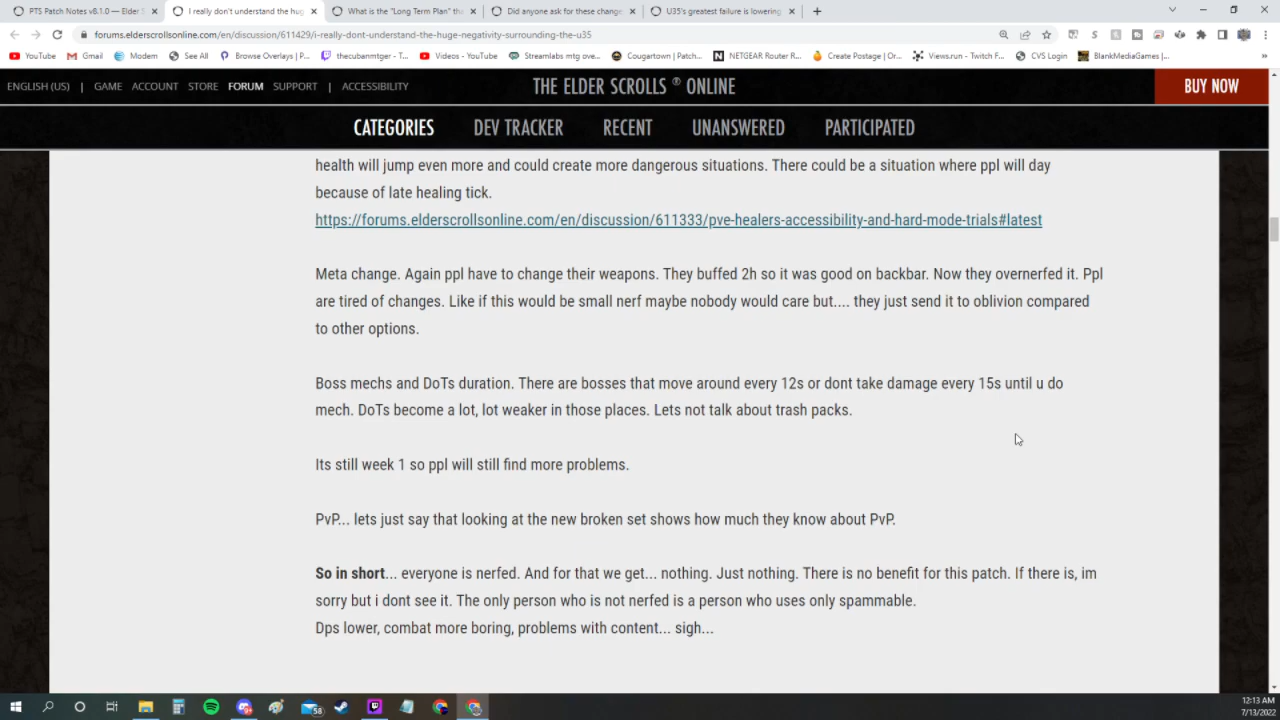 PTS Patch Notes v8.1.0 — Elder S
I really don't understand the hug
What is the "Long Term Plan" tha
Did anyone ask for these change
U35's greatest failure is lowering
forums.elderscrollsonline.com/en/discussion/611429/i-really-dont-understand-the-huge-negativity-surrounding-the-u35
YouTube
Gmail
Modem
See All
Browse Overlays | P...
thecubanmtger - T...
Videos - YouTube
Streamlabs mtg ove...
Cougartown | Patch...
NETGEAR Router R...
Create Postage | Or...
Views.run - Twitch F...
CVS Login
BlankMediaGames |...
ENGLISH (US)
GAME
ACCOUNT
STORE
FORUM
SUPPORT
ACCESSIBILITY
THE ELDER SCROLLS ® ONLINE
BUY NOW
CATEGORIES
DEV TRACKER
RECENT
UNANSWERED
PARTICIPATED
health will jump even more and could create more dangerous situations. There could be a situation where ppl will day
because of late healing tick.
https://forums.elderscrollsonline.com/en/discussion/611333/pve-healers-accessibility-and-hard-mode-trials#latest
Meta change. Again ppl have to change their weapons. They buffed 2h so it was good on backbar. Now they overnerfed it. Ppl
are tired of changes. Like if this would be small nerf maybe nobody would care but.... they just send it to oblivion compared
to other options.
Boss mechs and DoTs duration. There are bosses that move around every 12s or dont take damage every 15s until u do
mech. DoTs become a lot, lot weaker in those places. Lets not talk about trash packs.
Its still week 1 so ppl will still find more problems.
PvP... lets just say that looking at the new broken set shows how much they know about PvP.
So in short... everyone is nerfed. And for that we get... nothing. Just nothing. There is no benefit for this patch. If there is, im
sorry but i dont see it. The only person who is not nerfed is a person who uses only spammable.
Dps lower, combat more boring, problems with content... sigh...
58
12:13 AM
7/13/2022